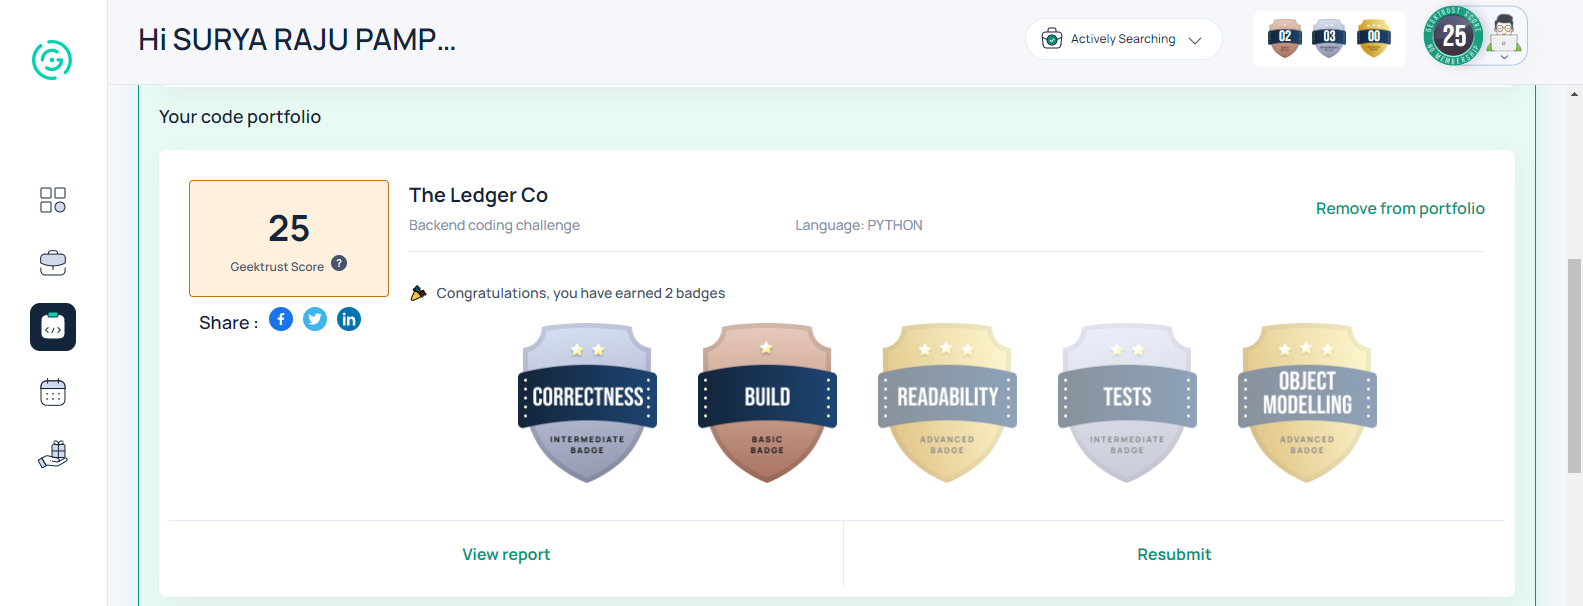 Hi SURYA RAJU PAMP...
Actively Searching
02
03
00
GEEKTRUST SCORE
25
NO MEMBERSHIP
Your code portfolio
25
Geektrust Score ?
Share :
The Ledger Co
Backend coding challenge
Language: PYTHON
Remove from portfolio
Congratulations, you have earned 2 badges
CORRECTNESS
INTERMEDIATE
BADGE
BUILD
BASIC
BADGE
READABILITY
ADVANCED
BADGE
TESTS
INTERMEDIATE
BADGE
OBJECT
MODELLING
ADVANCED
BADGE
View report
Resubmit